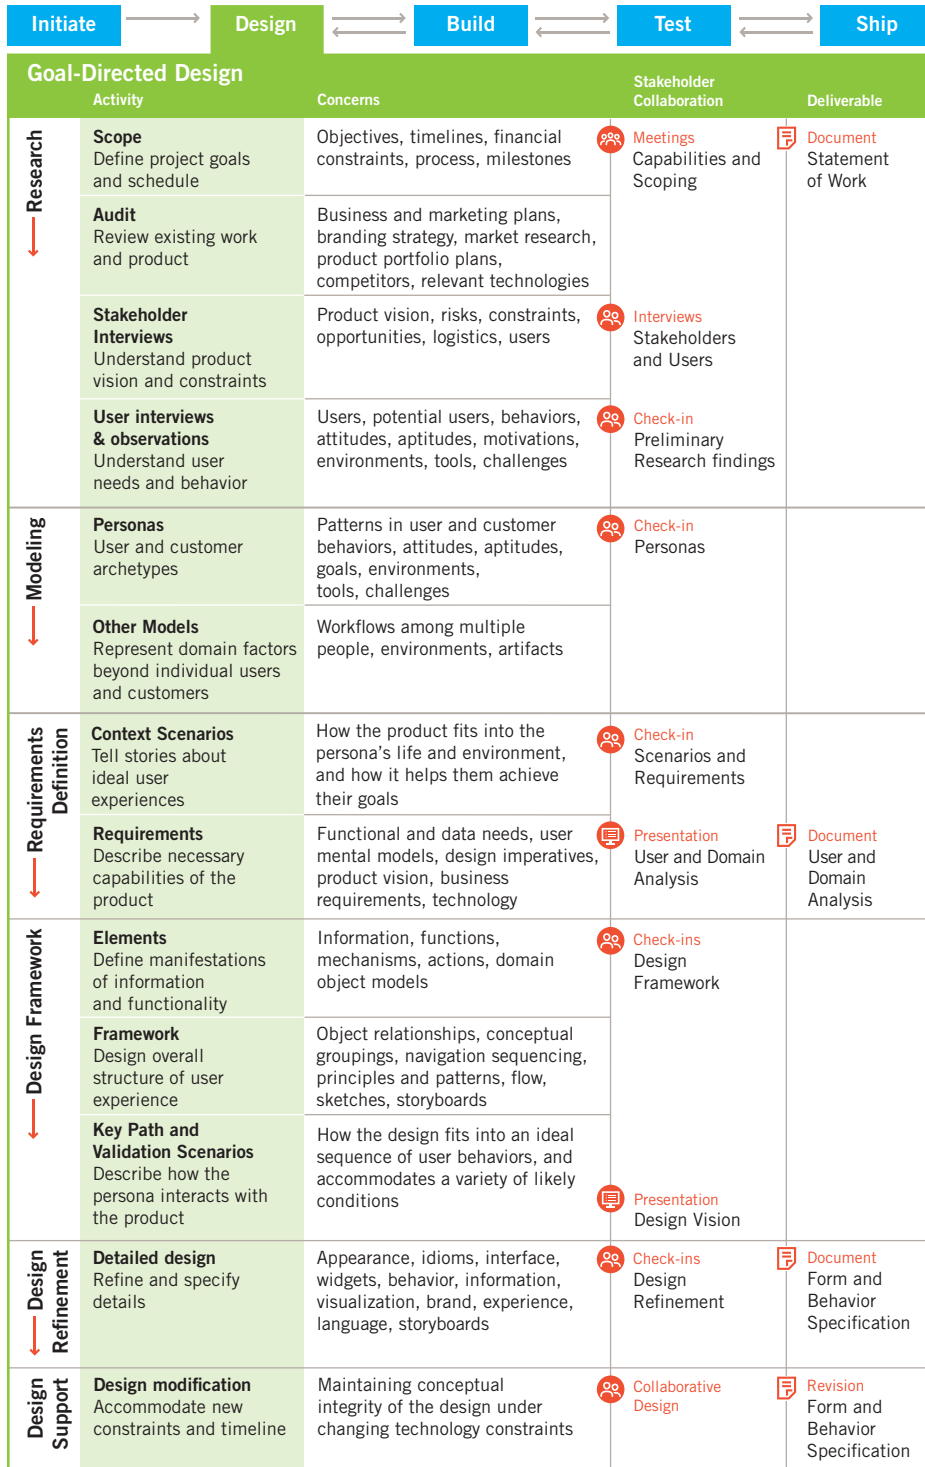 Initiate
Design
Build
Test
Ship
Goal-Directed Design
Activity
Concerns
Stakeholder
Collaboration
Deliverable
Research
Scope
Define project goals
and schedule
Objectives, timelines, financial
constraints, process, milestones
Meetings
Capabilities and
Scoping
Document
Statement
of Work
Audit
Review existing work
and product
Business and marketing plans,
branding strategy, market research,
product portfolio plans,
competitors, relevant technologies
Stakeholder
Interviews
Understand product
vision and constraints
Product vision, risks, constraints,
opportunities, logistics, users
Interviews
Stakeholders
and Users
User interviews
& observations
Understand user
needs and behavior
Users, potential users, behaviors,
attitudes, aptitudes, motivations,
environments, tools, challenges
Check-in
Preliminary
Research findings
Modeling
Personas
User and customer
archetypes
Patterns in user and customer
behaviors, attitudes, aptitudes,
goals, environments,
tools, challenges
Check-in
Personas
Other Models
Represent domain factors
beyond individual users
and customers
Workflows among multiple
people, environments, artifacts
Requirements
Definition
Context Scenarios
Tell stories about
ideal user
experiences
How the product fits into the
persona’s life and environment,
and how it helps them achieve
their goals
Check-in
Scenarios and
Requirements
Requirements
Describe necessary
capabilities of the
product
Functional and data needs, user
mental models, design imperatives,
product vision, business
requirements, technology
Presentation
User and Domain
Analysis
Document
User and
Domain
Analysis
Design Framework
Elements
Define manifestations
of information
and functionality
Information, functions,
mechanisms, actions, domain
object models
Check-ins
Design
Framework
Framework
Design overall
structure of user
experience
Object relationships, conceptual
groupings, navigation sequencing,
principles and patterns, flow,
sketches, storyboards
Key Path and
Validation Scenarios
Describe how the
persona interacts with
the product
How the design fits into an ideal
sequence of user behaviors, and
accommodates a variety of likely
conditions
Presentation
Design Vision
Design
Refinement
Detailed design
Refine and specify
details
Appearance, idioms, interface,
widgets, behavior, information,
visualization, brand, experience,
language, storyboards
Check-ins
Design
Refinement
Document
Form and
Behavior
Specification
Design
Support
Design modification
Accommodate new
constraints and timeline
Maintaining conceptual
integrity of the design under
changing technology constraints
Collaborative
Design
Revision
Form and
Behavior
Specification